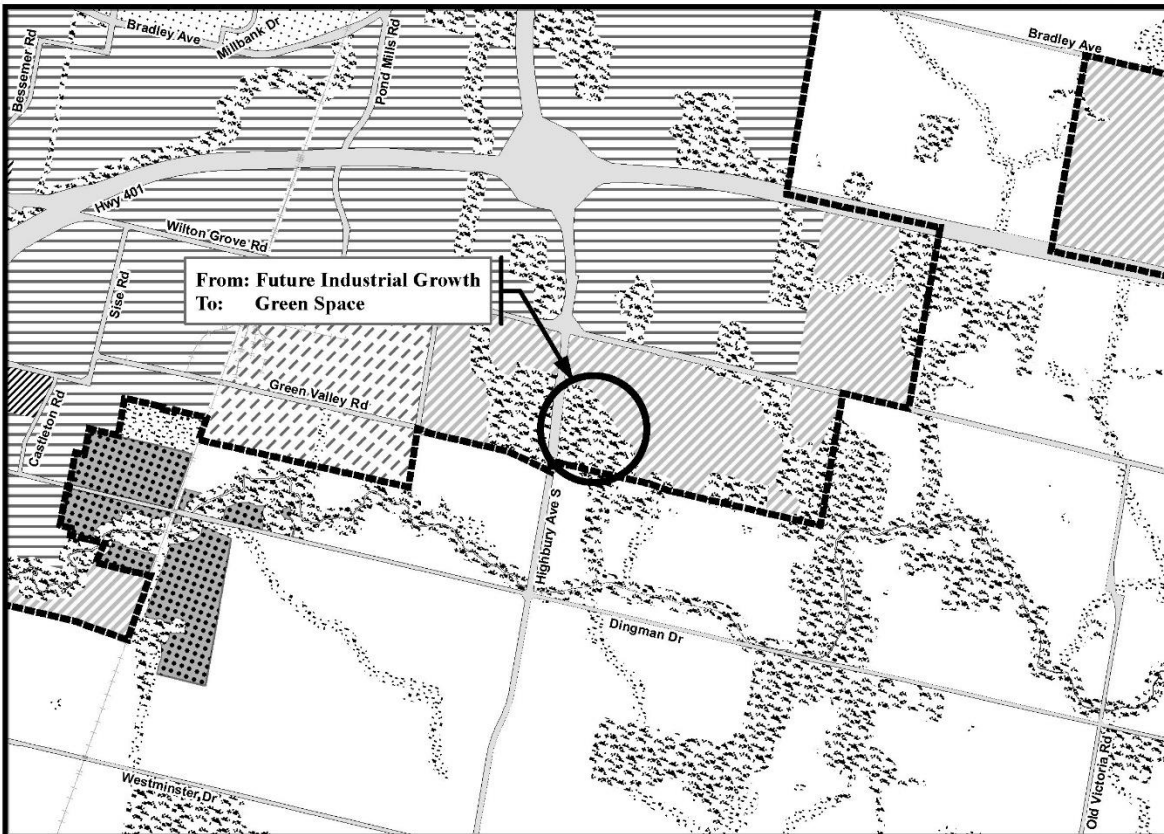 Bradley Ave
Millbank Dr
Bessemer Rd
Pond Mills Rd
Bradley Ave
Hwy 401
Wilton Grove Rd
Sise Rd
From: Future Industrial Growth
To: Green Space
Green Valley Rd
Castleton Rd
Highbury Ave S
Dingman Dr
Westminster Dr
Old Victoria Rd